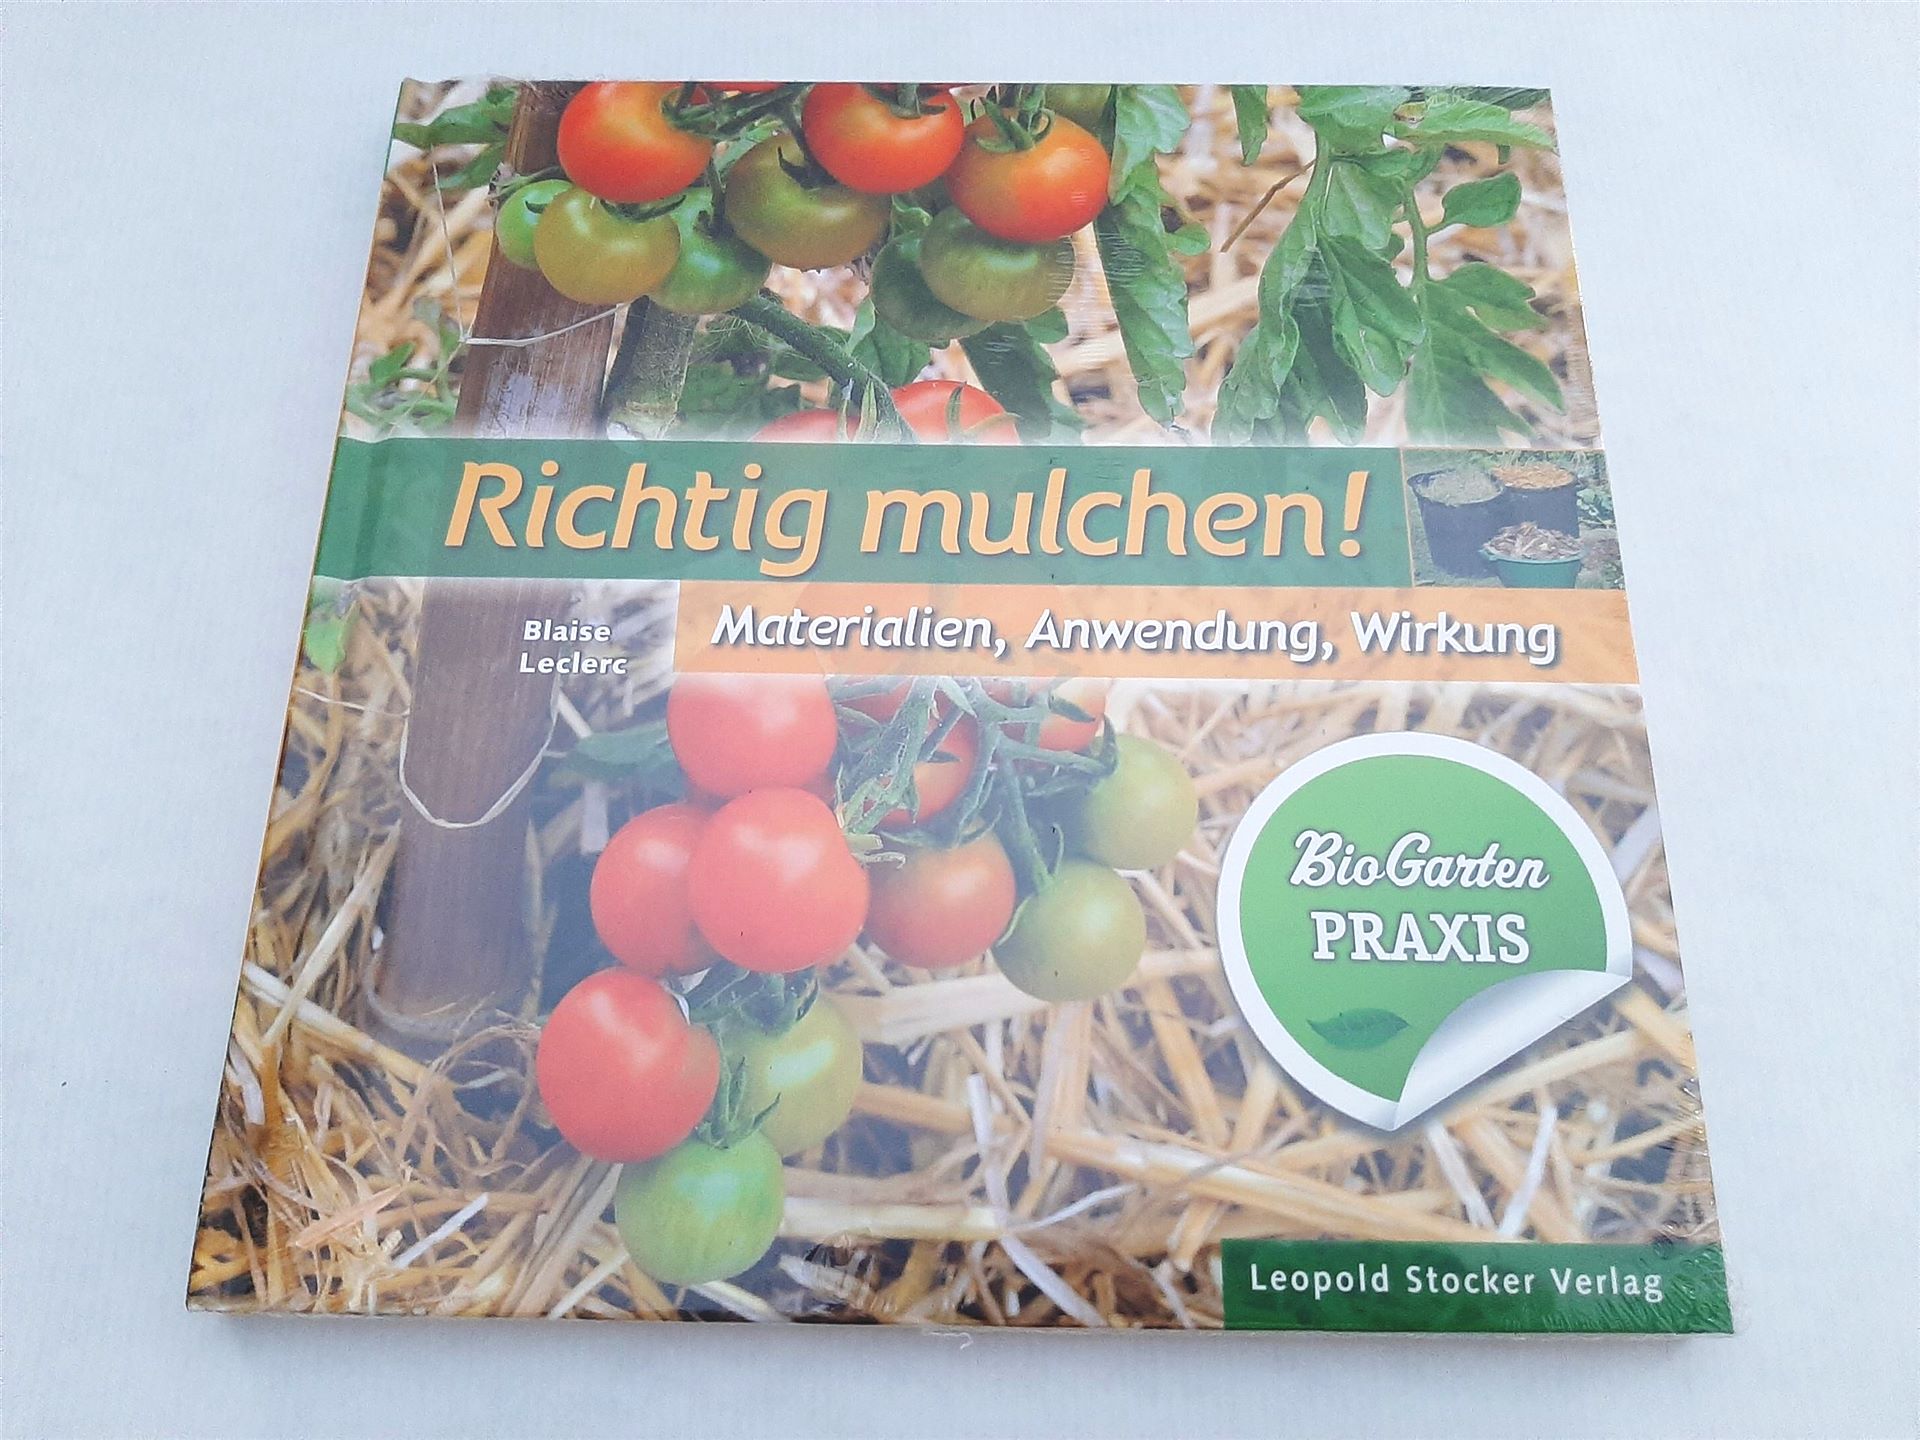 Richtig mulchen!
Materialien, Anwendung, Wirkung
Blaise
Leclerc
BioGarten
PRAXIS
Leopold Stocker Verlag